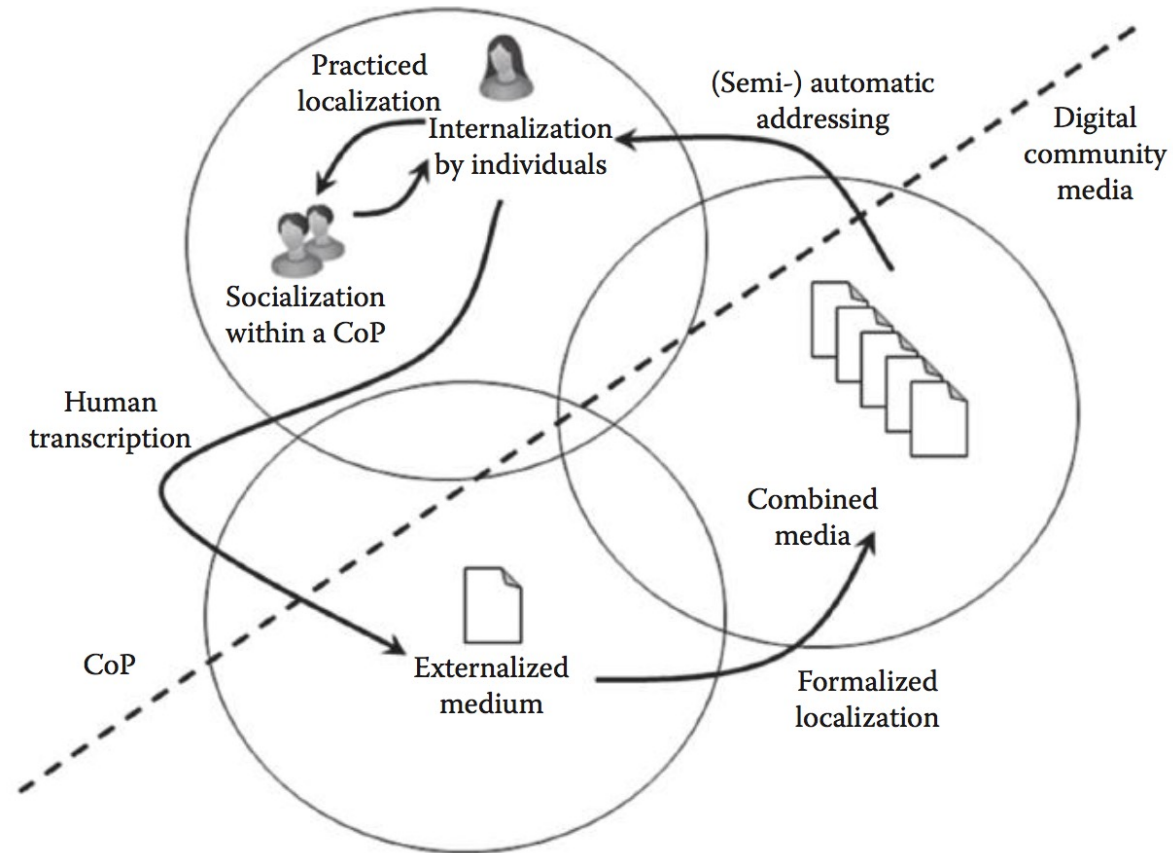 Practiced
localization
Internalization
by individuals
(Semi-) automatic
addressing
Digital
community
media
Socialization
within a CoP
Human
transcription
Combined
media
CoP
Externalized
medium
Formalized
localization